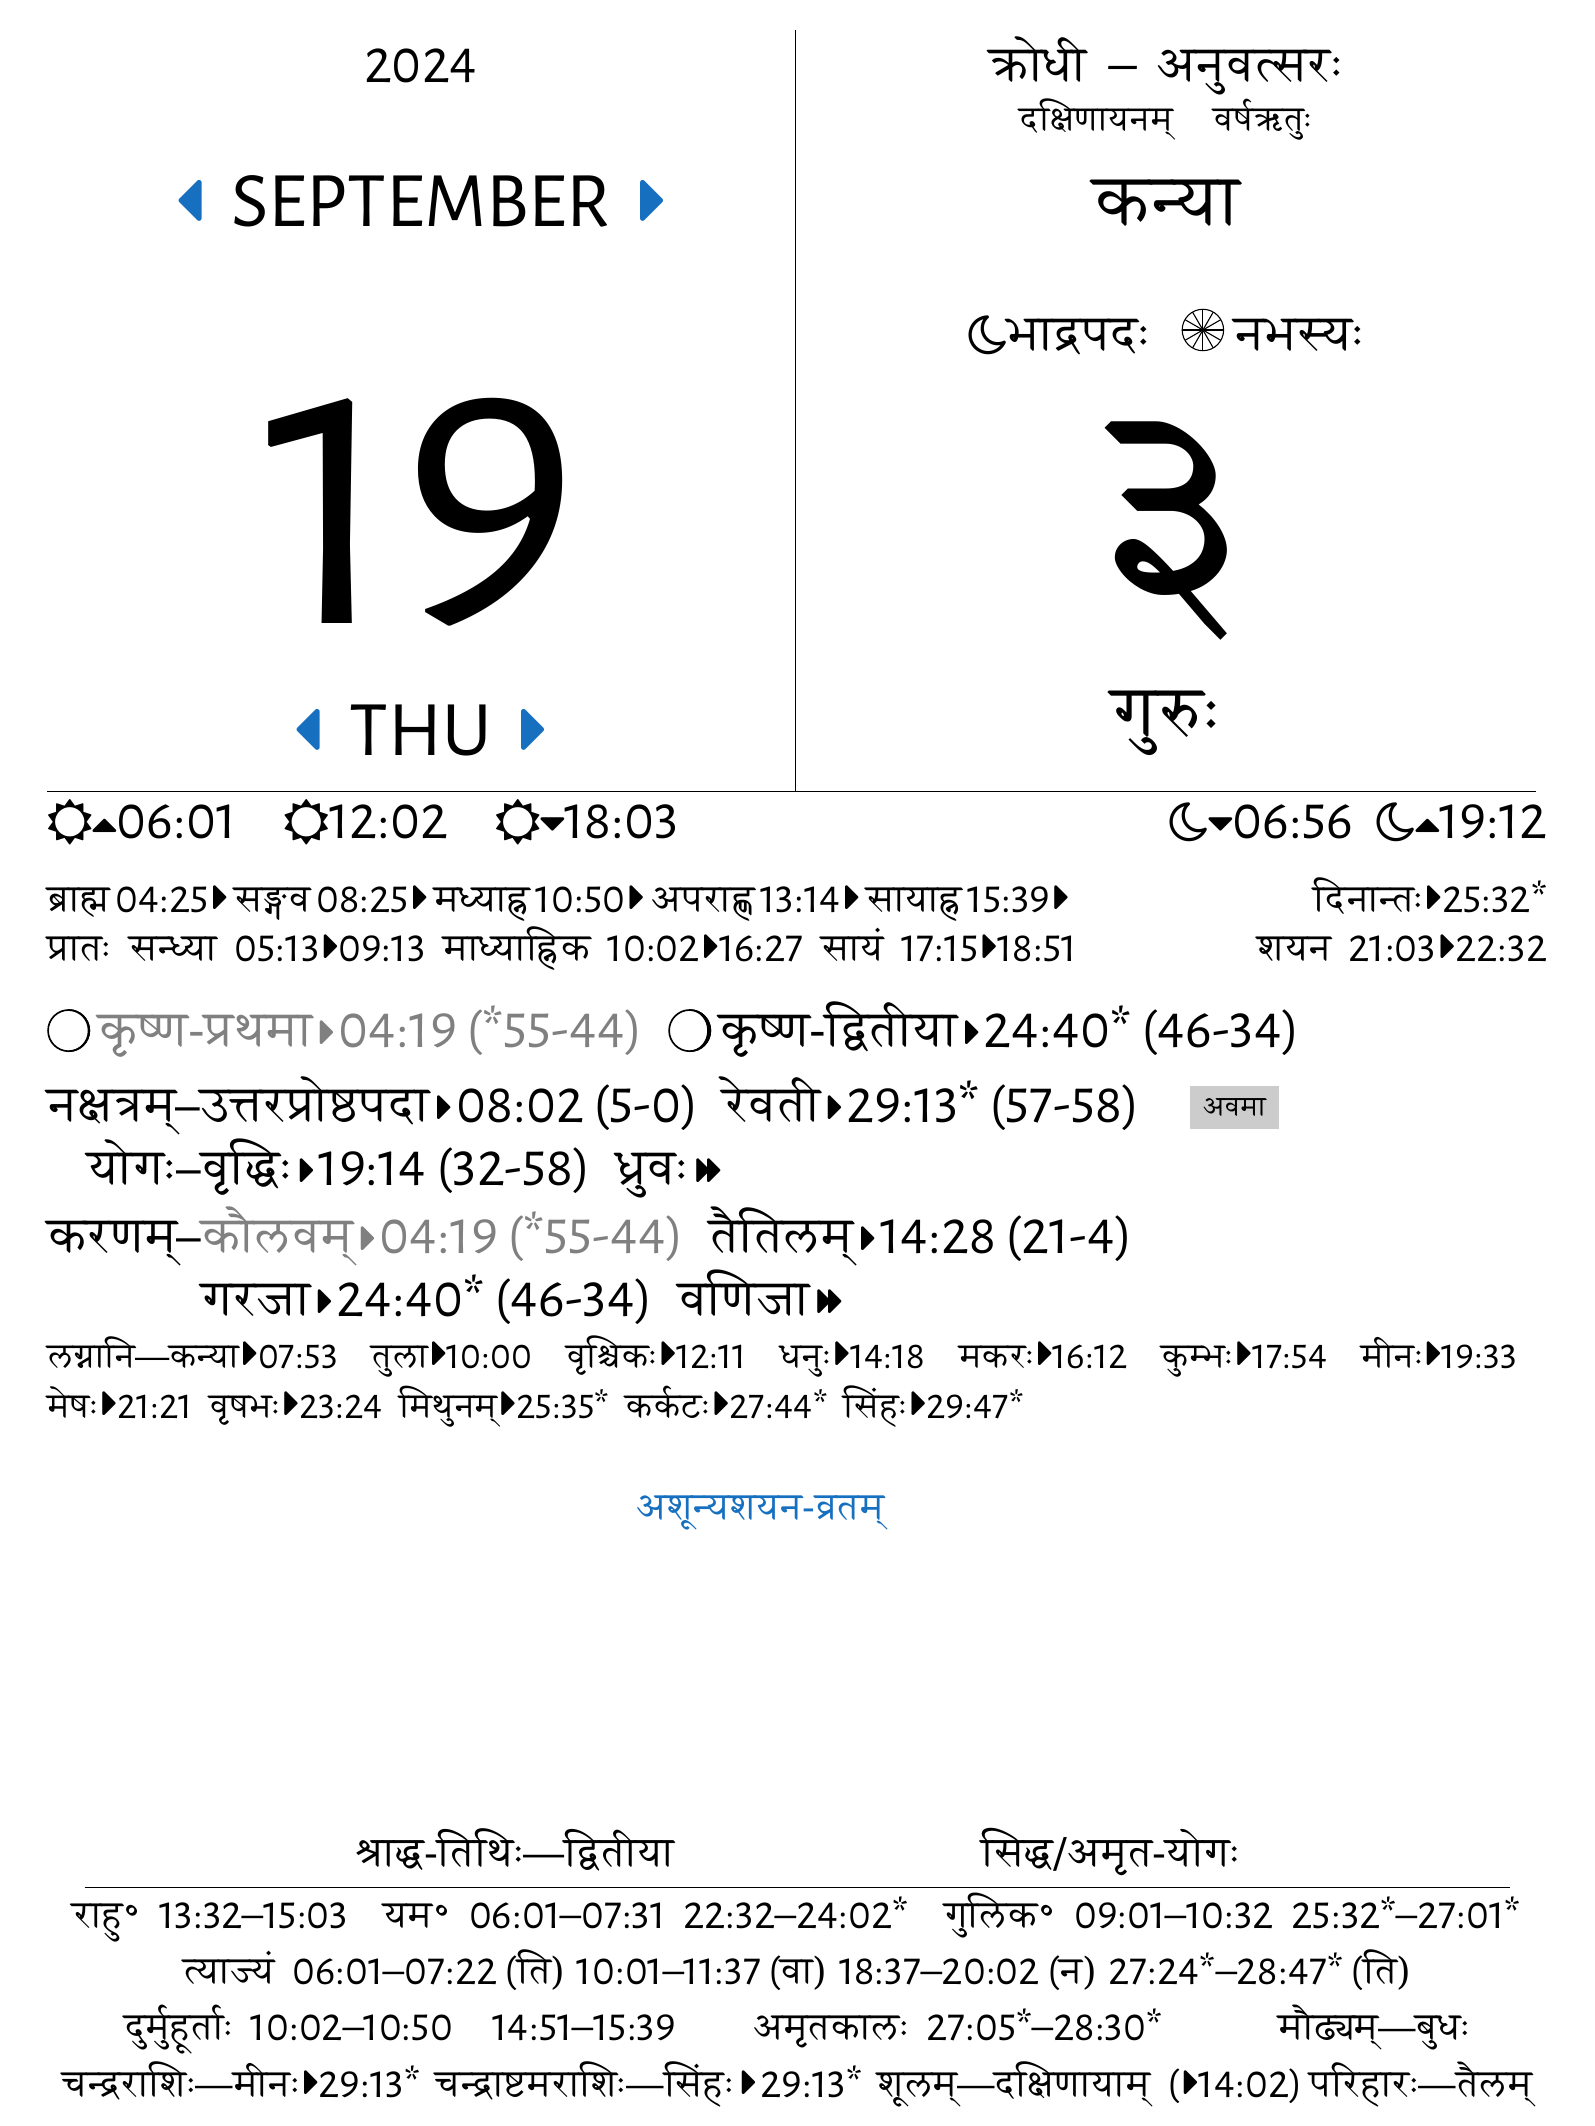 2024
SEPTEMBER
19
THU
क्रोधी – अनुवत्सरः
दक्षिणायनम् वर्षऋतुः
कन्या
भाद्रपदः नभस्यः
३
गुरुः
06:01 12:02 18:03 06:56 19:12
ब्राह्म 04:25 सङ्गव 08:25 मध्याह्न 10:50 अपराह्ण 13:14 सायाह्न 15:39 दिनान्तः 25:32*
प्रातः सन्ध्या 05:13 09:13 माध्याह्निक 10:02 16:27 सायं 17:15 18:51 शयन 21:03 22:32
कृष्ण-प्रथमा 04:19 (*55-44) कृष्ण-द्वितीया 24:40* (46-34)
नक्षत्रम्–उत्तरप्रोष्ठपदा 08:02 (5-0) रेवती 29:13* (57-58) अवमा
योगः–वृद्धिः 19:14 (32-58) ध्रुवः
करणम्–कौलवम् 04:19 (*55-44) तैतिलम् 14:28 (21-4)
गरजा 24:40* (46-34) वणिजा
लग्नानि—कन्या 07:53 तुला 10:00 वृश्चिकः 12:11 धनुः 14:18 मकरः 16:12 कुम्भः 17:54 मीनः 19:33
मेषः 21:21 वृषभः 23:24 मिथुनम् 25:35* कर्कटः 27:44* सिंहः 29:47*
अशून्यशयन-व्रतम्
श्राद्ध-तिथिः—द्वितीया सिद्ध/अमृत-योगः
राहु॰ 13:32–15:03 यम॰ 06:01–07:31 22:32–24:02* गुलिक॰ 09:01–10:32 25:32*–27:01*
त्याज्यं 06:01–07:22 (ति) 10:01–11:37 (वा) 18:37–20:02 (न) 27:24*–28:47* (ति)
दुर्मुहूर्ताः 10:02–10:50 14:51–15:39 अमृतकालः 27:05*–28:30* मौढ्यम्—बुधः
चन्द्रराशिः—मीनः 29:13* चन्द्राष्टमराशिः—सिंहः 29:13* शूलम्—दक्षिणायाम् (14:02) परिहारः—तैलम्